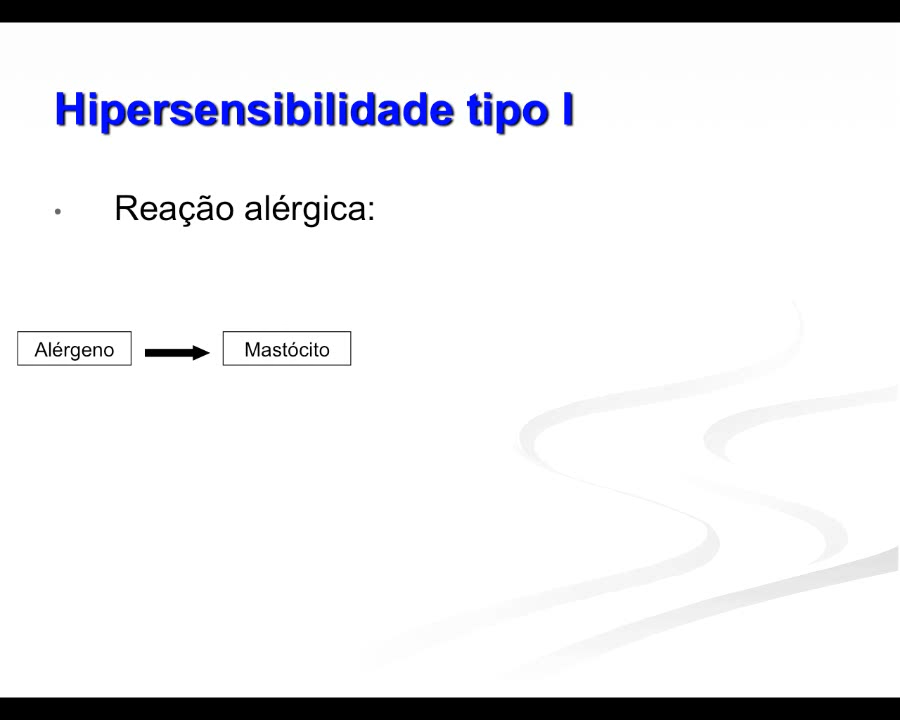 Hipersensibilidade tipo I
• Reação alérgica:
Alérgeno
Mastócito